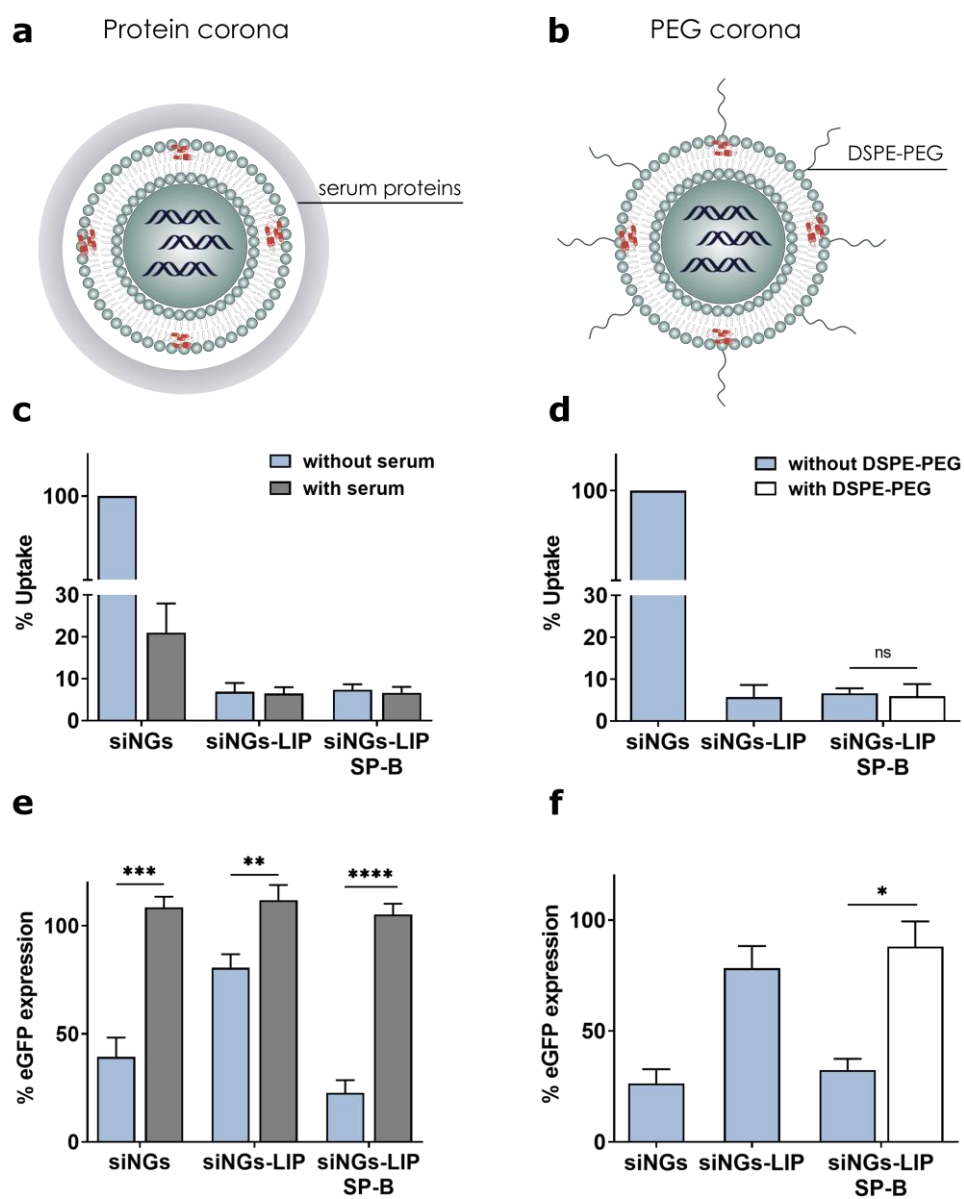 a Protein corona
b PEG corona
serum proteins
DSPE-PEG
c
without serum
with serum
% Uptake
100
30
20
10
0
siNGs
siNGs-LIP
siNGs-LIP
SP-B
d
without DSPE-PEG
with DSPE-PEG
% Uptake
100
30
20
10
0
ns
siNGs
siNGs-LIP
siNGs-LIP
SP-B
e
% eGFP expression
100
50
0
***
**
****
siNGs
siNGs-LIP
siNGs-LIP
SP-B
f
% eGFP expression
100
50
0
*
siNGs
siNGs-LIP
siNGs-LIP
SP-B